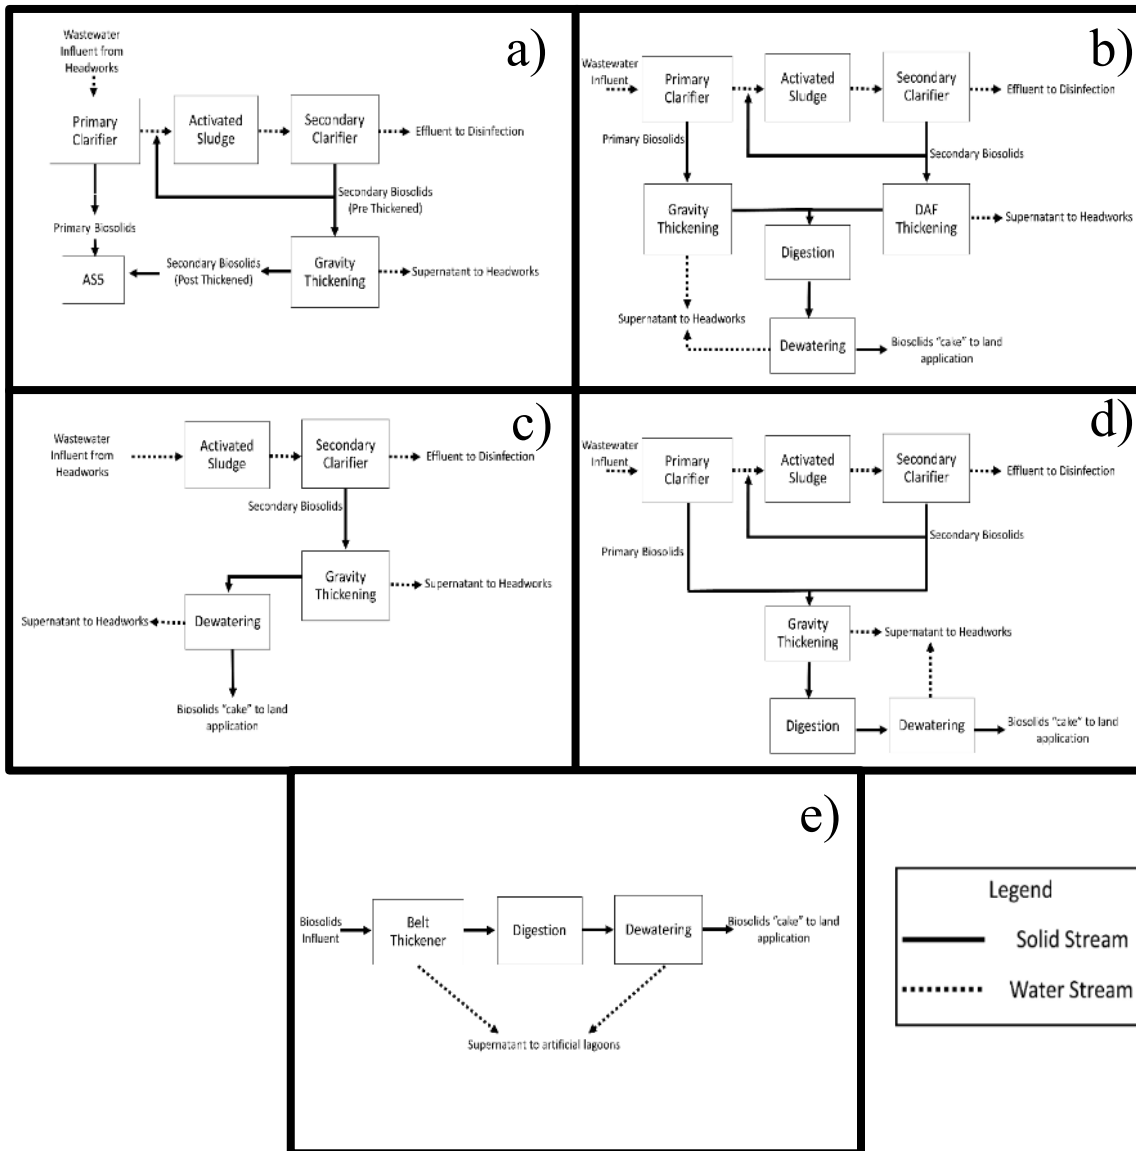 a)
Wastewater
Influent from
Headworks
Primary
Clarifier
Activated
Sludge
Secondary
Clarifier
Effluent to Disinfection
Secondary Biosolids
(Pre Thickened)
Primary Biosolids
AS5
Secondary Biosolids
(Post Thickened)
Gravity
Thickening
Supernatant to Headworks
b)
Wastewater
Influent
Primary
Clarifier
Activated
Sludge
Secondary
Clarifier
Effluent to Disinfection
Primary Biosolids
Secondary Biosolids
Gravity
Thickening
DAF
Thickening
Supernatant to Headworks
Digestion
Supernatant to Headworks
Dewatering
Biosolids "cake" to land
application
c)
Wastewater
Influent from
Headworks
Activated
Sludge
Secondary
Clarifier
Effluent to Disinfection
Secondary Biosolids
Gravity
Thickening
Supernatant to Headworks
Supernatant to Headworks
Dewatering
Biosolids "cake" to land
application
d)
Wastewater
Influent
Primary
Clarifier
Activated
Sludge
Secondary
Clarifier
Effluent to Disinfection
Primary Biosolids
Secondary Biosolids
Gravity
Thickening
Supernatant to Headworks
Digestion
Dewatering
Biosolids "cake" to land
application
e)
Biosolids
Influent
Belt
Thickener
Digestion
Dewatering
Biosolids "cake" to land
application
Supernatant to artificial lagoons
Legend
Solid Stream
Water Stream